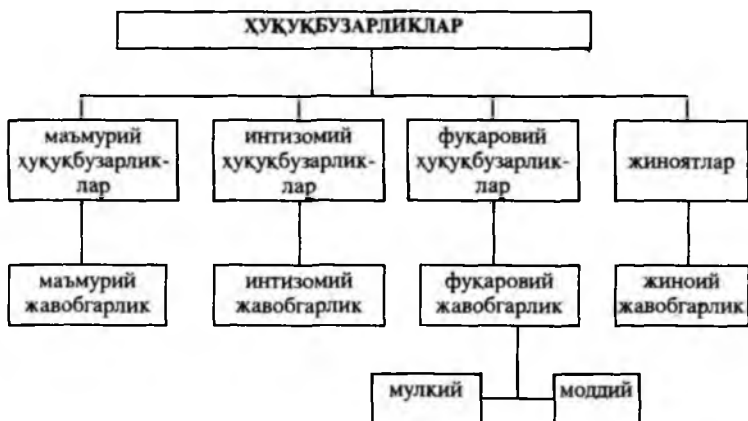 ҲУҚУҚБУЗАРЛИКЛАР
маъмурий
ҳуқуқбузарлик-
лар
интизомий
ҳуқуқбузарлик-
лар
фуқаровий
ҳуқуқбузарлик-
лар
жиноятлар
маъмурий
жавобгарлик
интизомий
жавобгарлик
фуқаровий
жавобгарлик
жиноий
жавобгарлик
мулкий
моддий